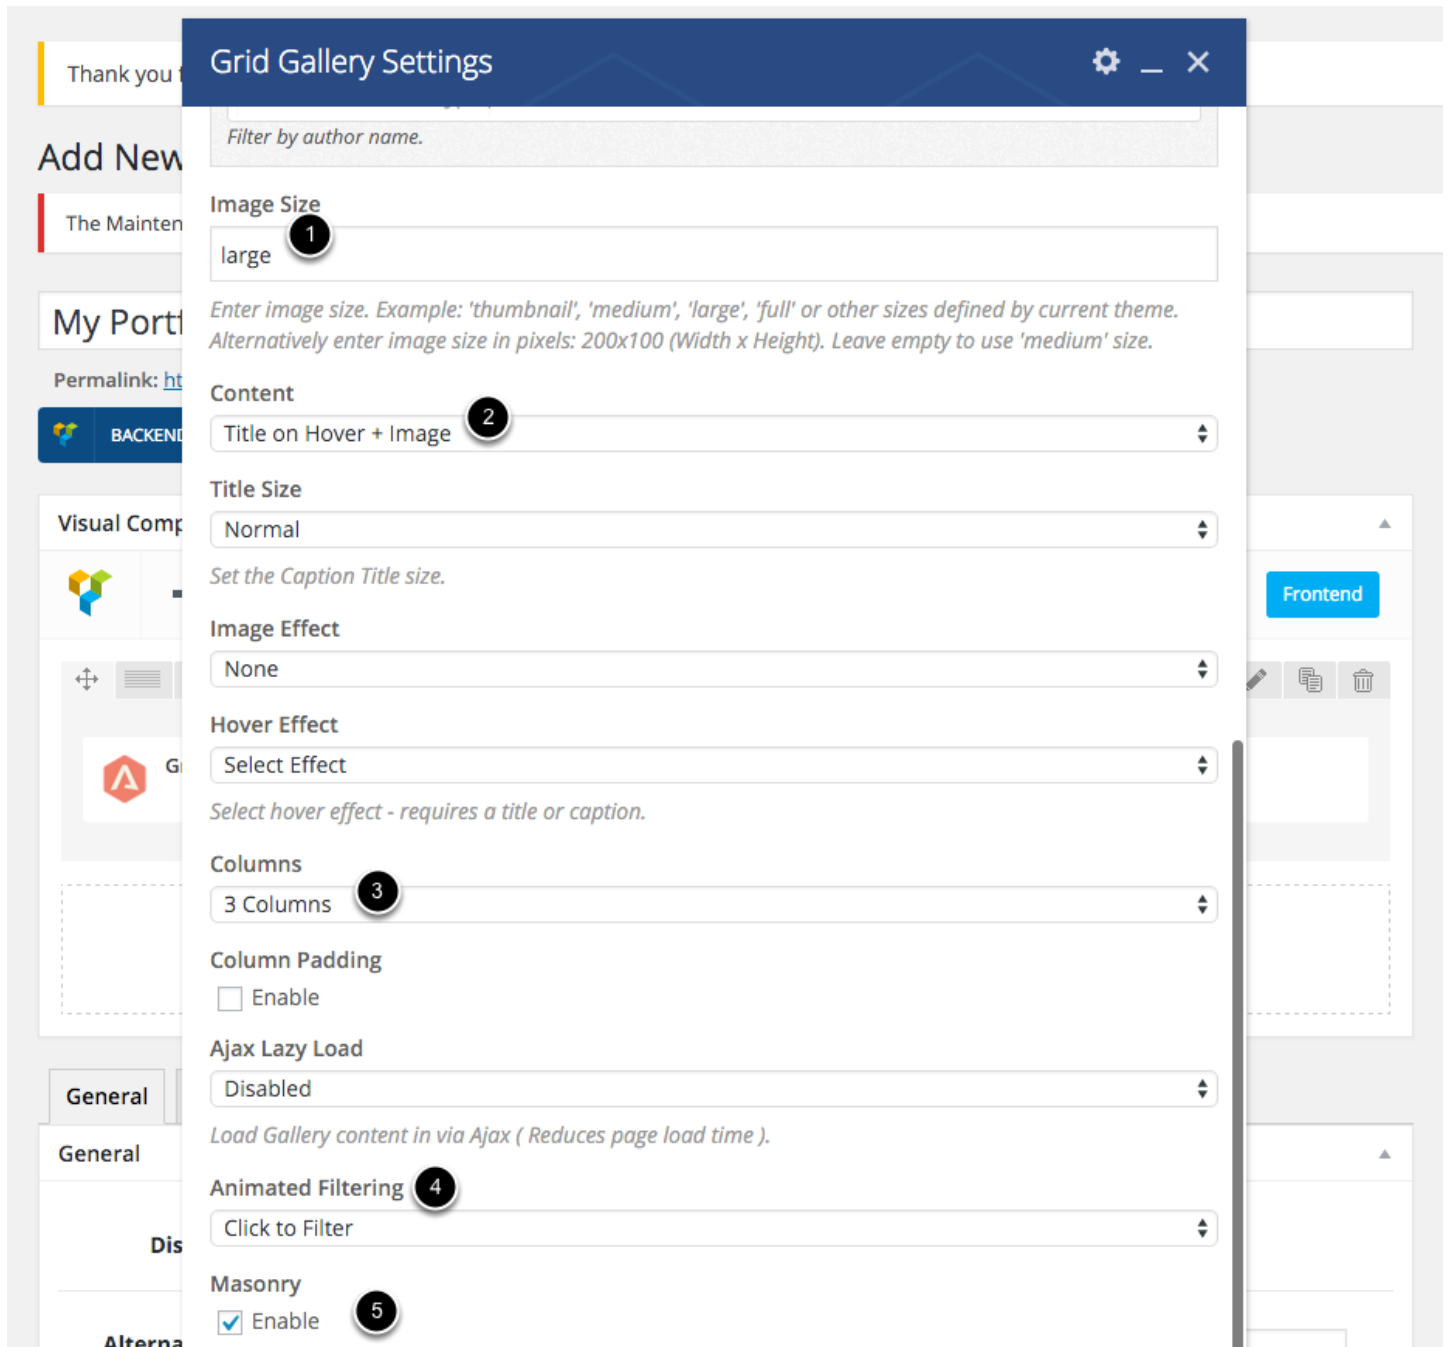 Thank you
Grid Gallery Settings
Filter by author name.
Add New
The Mainten
Image Size
1
large
Enter image size. Example: 'thumbnail', 'medium', 'large', 'full' or other sizes defined by current theme.
Alternatively enter image size in pixels: 200x100 (Width x Height). Leave empty to use 'medium' size.
My Port
Permalink: ht
Content
2
Title on Hover + Image
BACKEND
Title Size
Normal
Visual Comp
Set the Caption Title size.
Frontend
Image Effect
None
Hover Effect
Select Effect
Select hover effect - requires a title or caption.
Columns
3
3 Columns
Column Padding
Enable
Ajax Lazy Load
Disabled
General
Load Gallery content in via Ajax ( Reduces page load time ).
General
Animated Filtering 4
Click to Filter
Dis
Masonry
Enable 5
Alterna